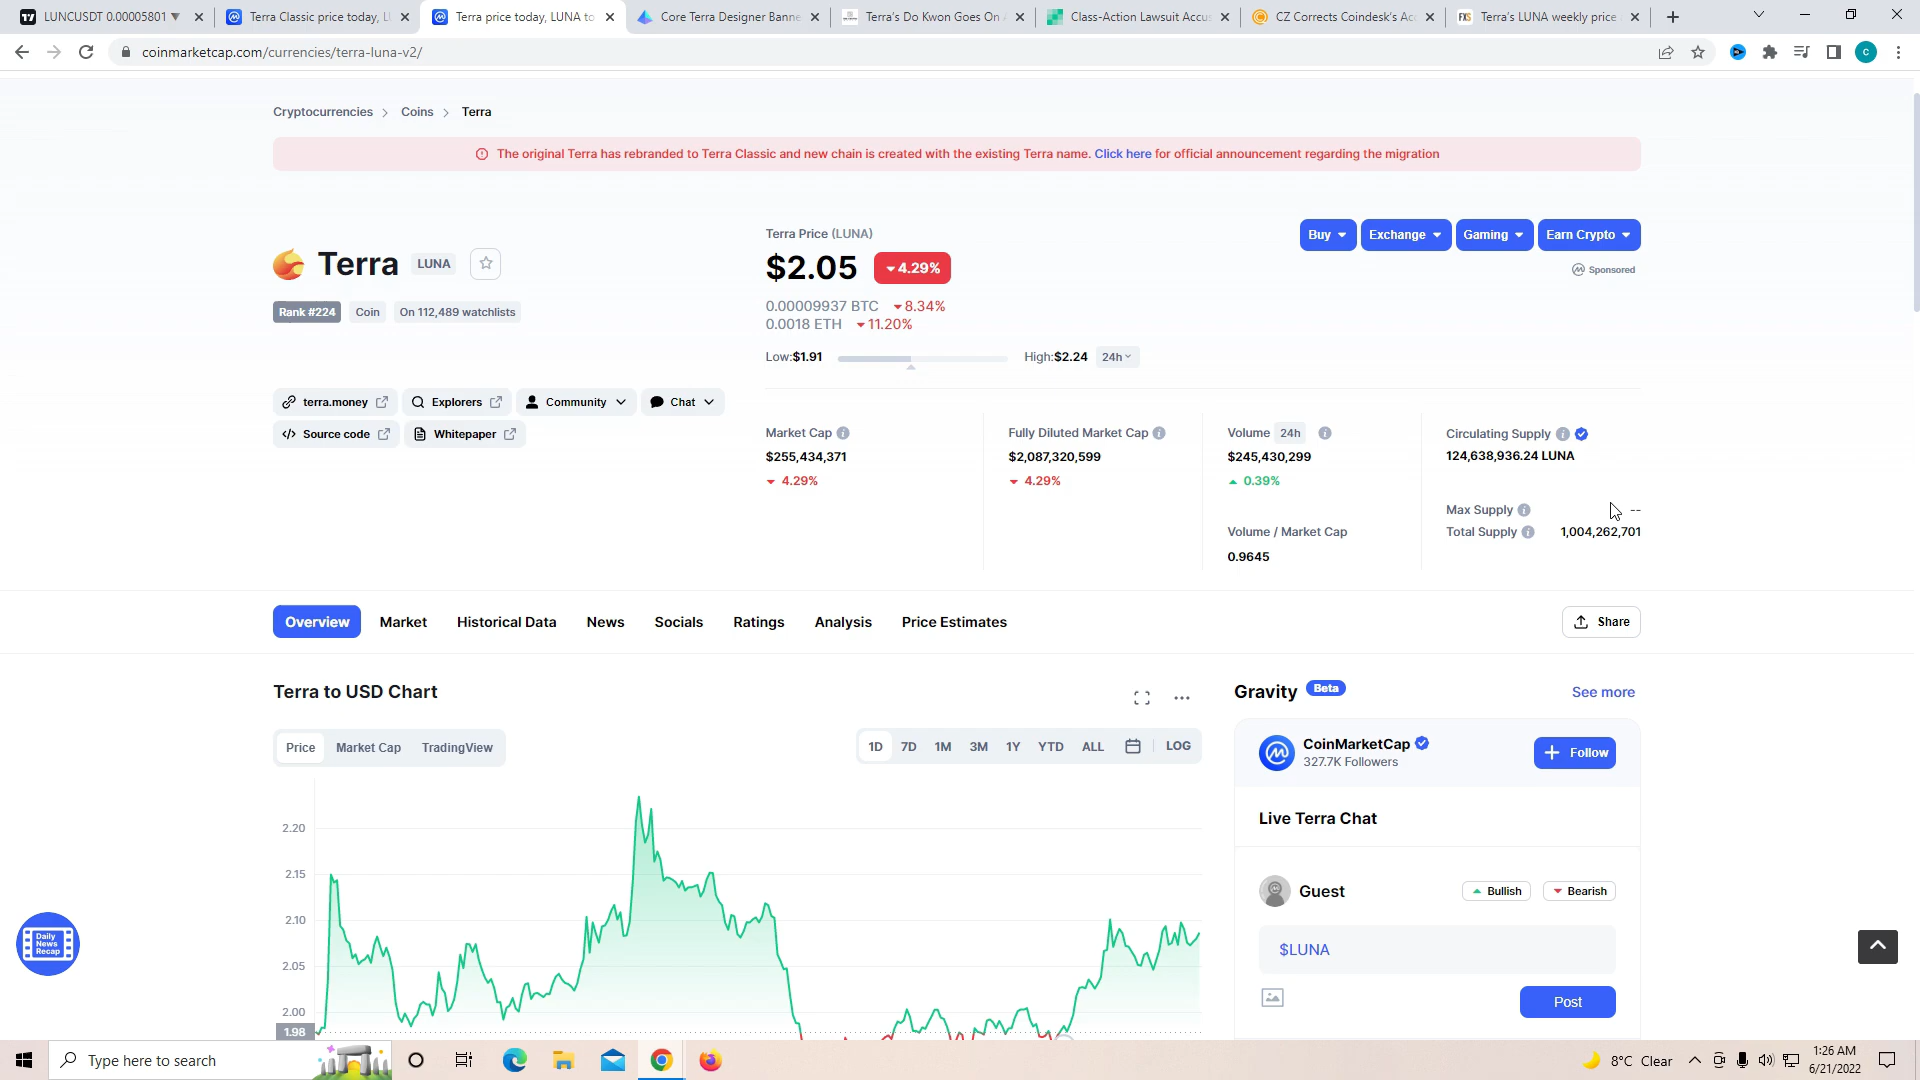 LUNCUSDT 0.00005801 ▼
Terra Classic price today, L
Terra price today, LUNA to
Core Terra Designer Banne
Terra's Do Kwon Goes On
Class-Action Lawsuit Accus
CZ Corrects Coindesk's Ac
FXS
Terra's LUNA weekly price
coinmarketcap.com/currencies/terra-luna-v2/
C
Cryptocurrencies > Coins > Terra
The original Terra has rebranded to Terra Classic and new chain is created with the existing Terra name. Click here for official announcement regarding the migration
Terra Price (LUNA)
Buy Exchange Gaming Earn Crypto
Terra LUNA
$2.05 4.29%
Sponsored
Rank #224 Coin On 112,489 watchlists
0.00009937 BTC 8.34%
0.0018 ETH 11.20%
Low:$1.91 High:$2.24 24h
terra.money Explorers Community Chat
Source code Whitepaper
Market Cap
$255,434,371
4.29%
Fully Diluted Market Cap
$2,087,320,599
4.29%
Volume 24h
$245,430,299
0.39%
Volume / Market Cap
0.9645
Circulating Supply
124,638,936.24 LUNA
Max Supply --
Total Supply 1,004,262,701
Overview Market Historical Data News Socials Ratings Analysis Price Estimates
Share
Terra to USD Chart
Price Market Cap TradingView
1D 7D 1M 3M 1Y YTD ALL LOG
2.20
2.15
2.10
2.05
2.00
1.98
Gravity Beta See more
CoinMarketCap
327.7K Followers
+ Follow
Live Terra Chat
Guest Bullish Bearish
$LUNA
Post
Daily
News
Recap
Type here to search
8°C Clear
1:26 AM
6/21/2022